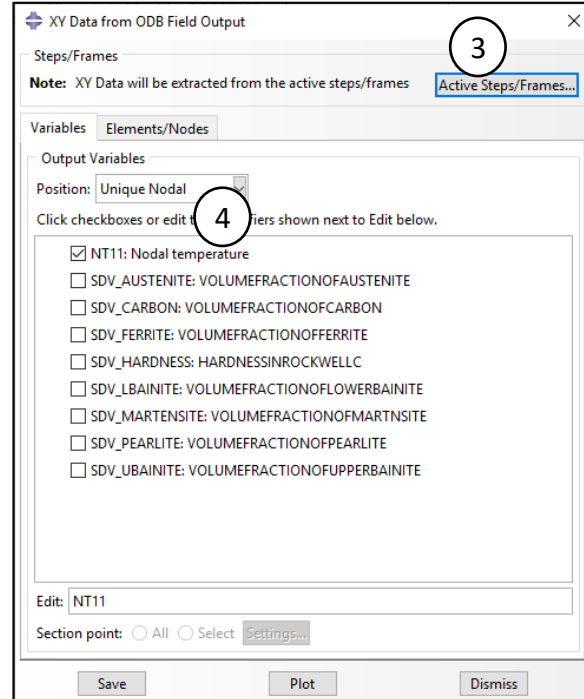 XY Data from ODB Field Output
Steps/Frames
3
Note: XY Data will be extracted from the active steps/frames
Active Steps/Frames...
Variables Elements/Nodes
Output Variables
Position: Unique Nodal
4
Click checkboxes or edit fiers shown next to Edit below.
NT11: Nodal temperature
SDV_AUSTENITE: VOLUMEFRACTIONOFAUSTENITE
SDV_CARBON: VOLUMEFRACTIONOFCARBON
SDV_FERRITE: VOLUMEFRACTIONOFFERRITE
SDV_HARDNESS: HARDNESSINROCKWELLC
SDV_LBAINITE: VOLUMEFRACTIONOFLOWERBAINITE
SDV_MARTENSITE: VOLUMEFRACTIONOFMARTNSITE
SDV_PEARLITE: VOLUMEFRACTIONOFPEARLITE
SDV_UBAINITE: VOLUMEFRACTIONOFUPPERBAINITE
Edit: NT11
Section point: All Select Settings...
Save Plot Dismiss